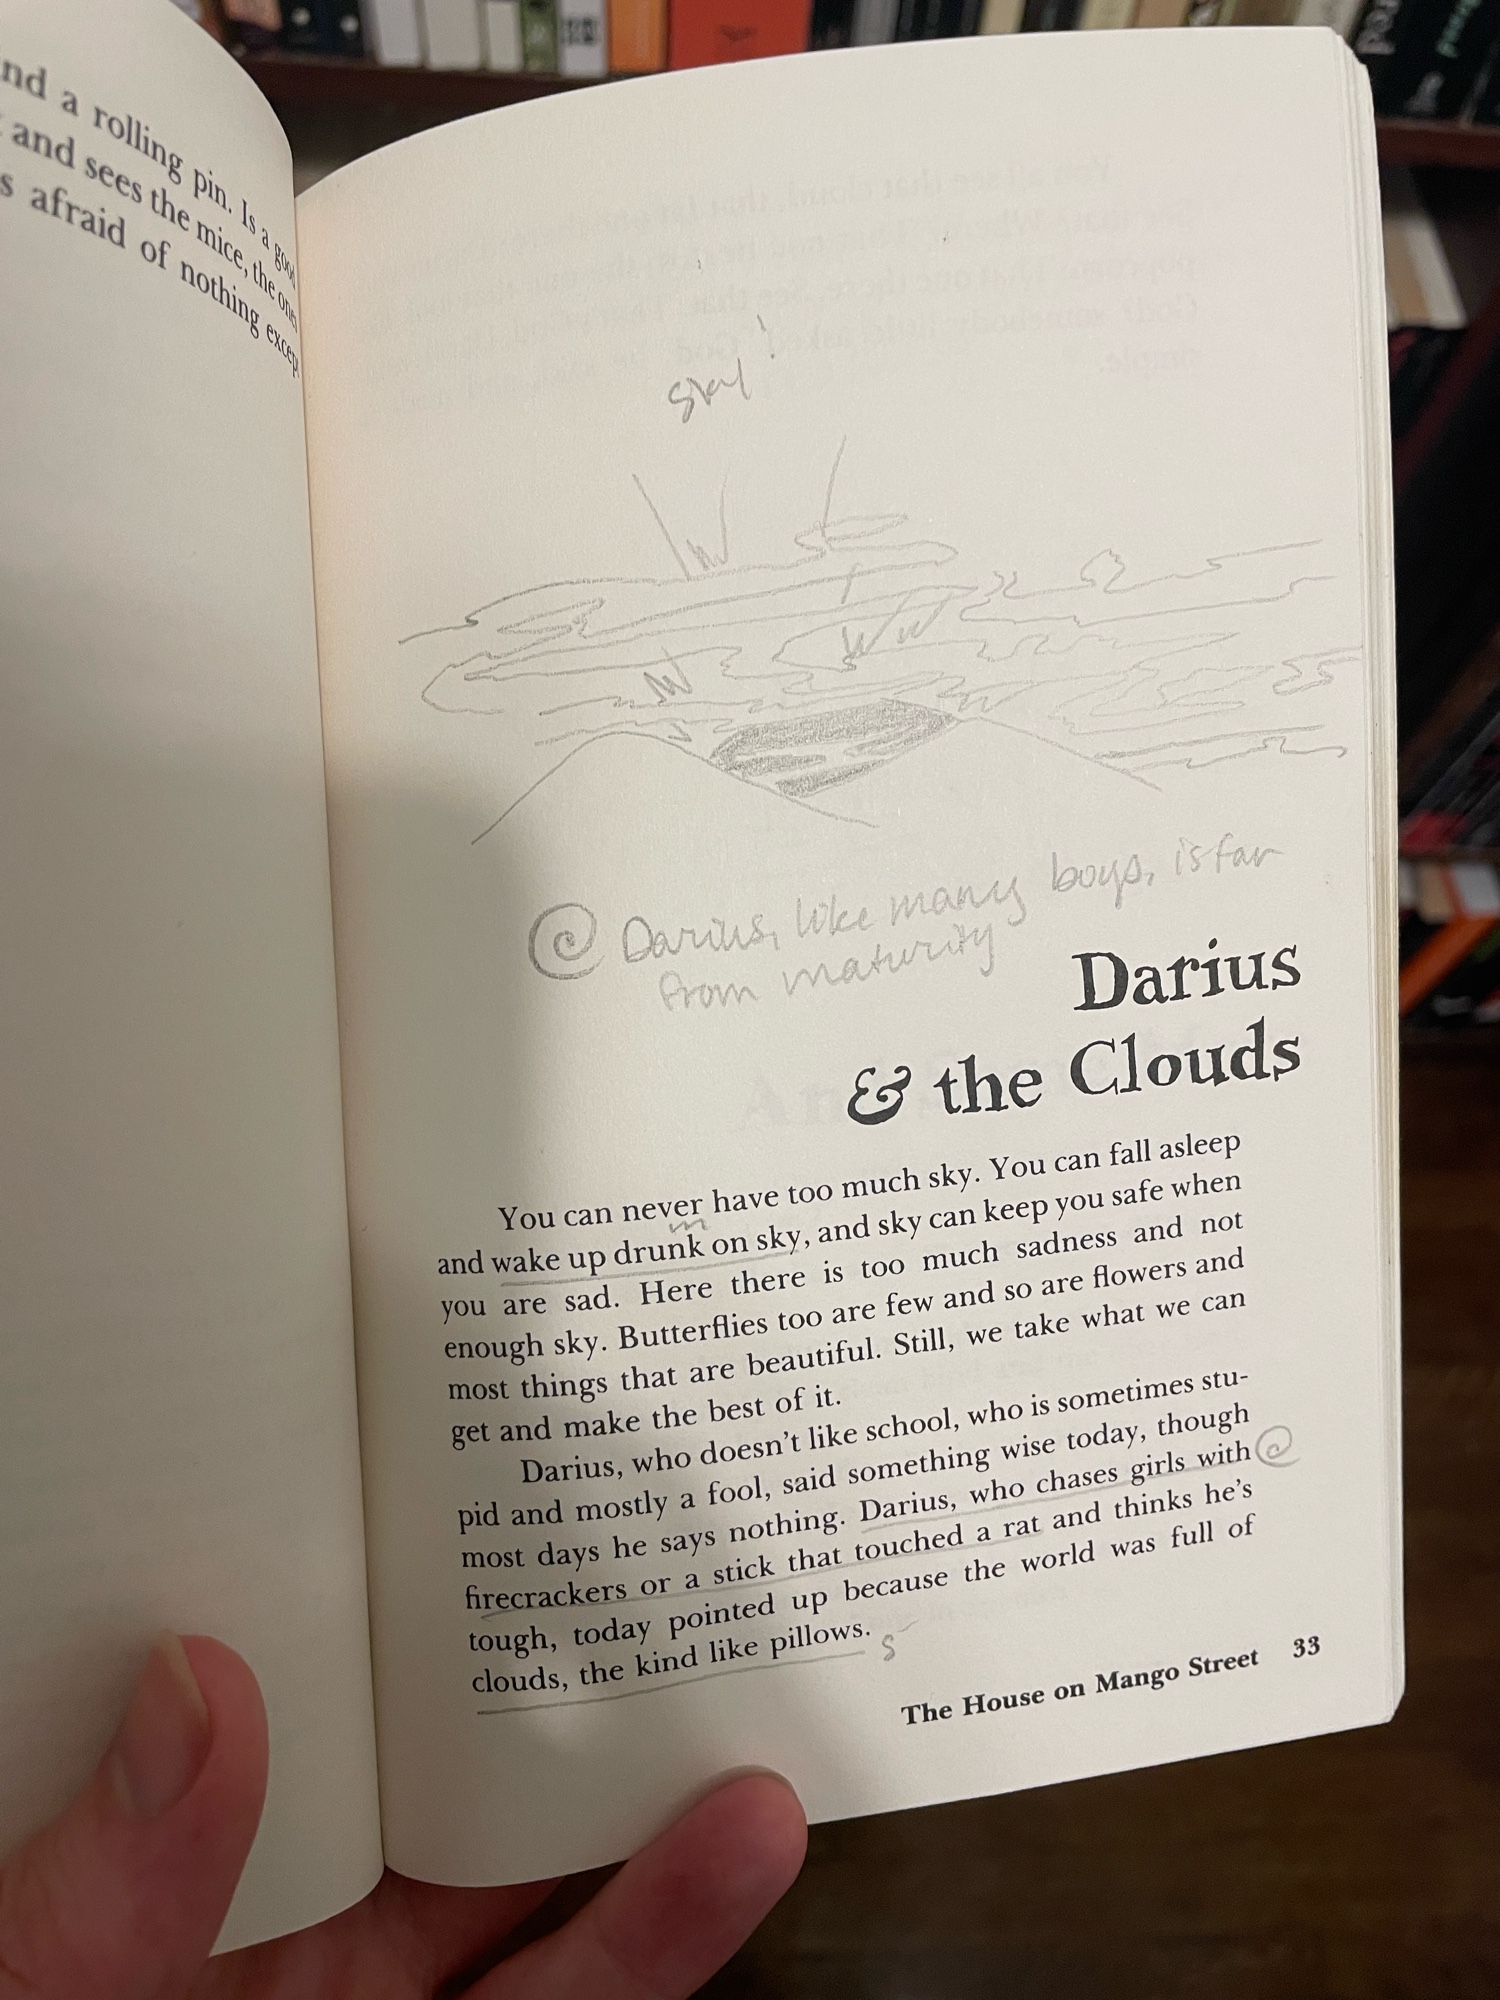 nd a rolling pin. Is a good
and sees the mice, the ones
s afraid of nothing except
sky!
@ Darius, like many boys, is far
from maturity
Darius
& the Clouds
You can never have too much sky. You can fall asleep
m
and wake up drunk on sky, and sky can keep you safe when
you are sad. Here there is too much sadness and not
enough sky. Butterflies too are few and so are flowers and
most things that are beautiful. Still, we take what we can
get and make the best of it.
Darius, who doesn't like school, who is sometimes stu-
pid and mostly a fool, said something wise today, though
most days he says nothing. Darius, who chases girls with
firecrackers or a stick that touched a rat and thinks he's
tough, today pointed up because the world was full of
clouds, the kind like pillows. s
The House on Mango Street 33